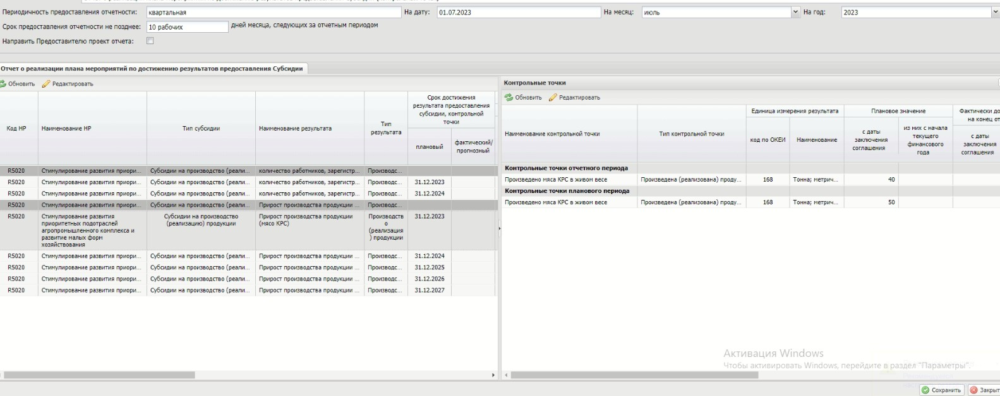 Периодичность предоставления отчетности: квартальная На дату: 01.07.2023 На месяц: июль На год: 2023
Срок предоставления отчетности не позднее: 10 рабочих дней месяца, следующих за отчетным периодом
Направить Предоставителю проект отчета:
Отчет о реализации плана мероприятий по достижению результатов предоставления Субсидии
Обновить Редактировать
Код НР Наименование НР Тип субсидии Наименование результата Тип результата Срок достижения результата предоставления субсидии, контрольной точки
плановый фактический/прогнозный
R5020 Стимулирование развития приори... Субсидии на производство (реали... количество работников, зарегистр... Производс...
R5020 Стимулирование развития приори... Субсидии на производство (реали... количество работников, зарегистр... Производс... 31.12.2023
R5020 Стимулирование развития приори... Субсидии на производство (реали... количество работников, зарегистр... Производс... 31.12.2024
R5020 Стимулирование развития приори... Субсидии на производство (реали... Прирост производства продукции ... Производс...
R5020 Стимулирование развития приоритетных подотраслей агропромышленного комплекса и развитие малых форм хозяйствования Субсидии на производство (реализацию) продукции Прирост производства продукции (мясо КРС) Производство (реализация) продукции 31.12.2023
R5020 Стимулирование развития приори... Субсидии на производство (реали... Прирост производства продукции ... Производс... 31.12.2024
R5020 Стимулирование развития приори... Субсидии на производство (реали... Прирост производства продукции ... Производс... 31.12.2025
R5020 Стимулирование развития приори... Субсидии на производство (реали... Прирост производства продукции ... Производс... 31.12.2026
R5020 Стимулирование развития приори... Субсидии на производство (реали... Прирост производства продукции ... Производс... 31.12.2027
Контрольные точки
Обновить Редактировать
Наименование контрольной точки Тип контрольной точки Единица измерения результата Плановое значение Фактически до
на конец от
код по ОКЕИ Наименование с даты заключения соглашения из них с начала текущего финансового года с даты заключения соглашения
Контрольные точки отчетного периода
Произведено мяса КРС в живом весе Произведена (реализована) проду... 168 Тонна; метрич... 40
Контрольные точки планового периода
Произведено мяса КРС в живом весе Произведена (реализована) проду... 168 Тонна; метрич... 50
Активация Windows
Чтобы активировать Windows, перейдите в раздел "Параметры".
Сохранить Закрыт